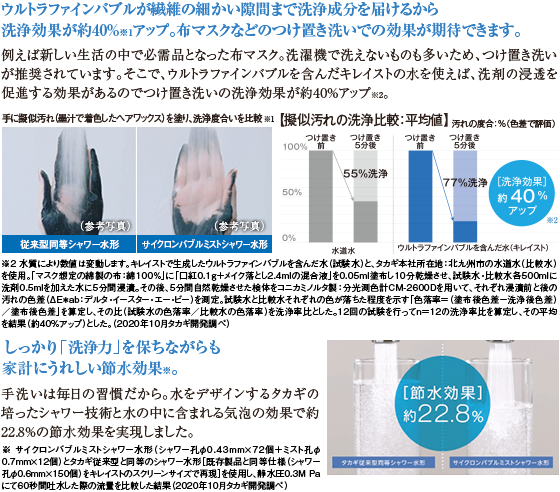 ウルトラファインバブルが繊維の細かい隙間まで洗浄成分を届けるから
洗浄効果が約40%※1アップ。布マスクなどのつけ置き洗いでの効果が期待できます。
例えば新しい生活の中で必需品となった布マスク。洗濯機で洗えないものも多いため、つけ置き洗い
が推奨されています。そこで、ウルトラファインバブルを含んだキレイストの水を使えば、洗剤の浸透を
促進する効果があるのでつけ置き洗いの洗浄効果が約40%アップ※2。
手に擬似汚れ(墨汁で着色したヘアワックス)を塗り、洗浄度合いを比較 ※1
(参考写真)
従来型同等シャワー水形
(参考写真)
サイクロンバブルミストシャワー水形
【擬似汚れの洗浄比較:平均値】 汚れの度合:%(色差で評価)
つけ置き前
つけ置き5分後
つけ置き前
つけ置き5分後
100%
50%
0%
55%洗浄
77%洗浄
水道水
ウルトラファインバブルを含んだ水(キレイスト)
[洗浄効果]
約40%
アップ
※2
※2 水質により数値は変動します。キレイストで生成したウルトラファインバブルを含んだ水(試験水)と、タカギ本社所在地:北九州市の水道水(比較水)
を使用。「マスク想定の綿製の布:綿100%」に「口紅0.1g+メイク落とし2.4mlの混合液」を0.05ml塗布し10分乾燥させ、試験水・比較水各500mlに
洗剤0.5mlを加えた水に5分間浸漬。その後、5分間自然乾燥させた検体をコニカミノルタ製:分光測色計CM-2600Dを用いて、それぞれ浸漬前と後の
汚れの色差(ΔE*ab:デルタ・イースター・エー・ビー)を測定。試験水と比較水それぞれの色が落ちた程度を示す「色落率=(塗布後色差−洗浄後色差)
/塗布後色差」を算定し、その比(試験水の色落率/比較水の色落率)を洗浄率比とした。12回の試験を行ってn=12の洗浄率比を算定し、その平均
を結果(約40%アップ)とした。(2020年10月タカギ開発調べ)
しっかり「洗浄力」を保ちながらも
家計にうれしい節水効果※。
手洗いは毎日の習慣だから。水をデザインするタカギの
培ったシャワー技術と水の中に含まれる気泡の効果で約
22.8%の節水効果を実現しました。
※ サイクロンバブルミストシャワー水形(シャワー孔φ0.43mm×72個+ミスト孔φ
0.7mm×12個)とタカギ従来型と同等のシャワー水形[既存製品と同等仕様(シャワー
孔φ0.6mm×150個)をキレイストのスクリーンサイズで再現]を使用し、静水圧0.3M Pa
にて60秒間吐水した際の流量を比較した結果(2020年10月タカギ開発調べ)
[節水効果]
約22.8%
タカギ従来型同等シャワー水形
サイクロンバブルミストシャワー水形